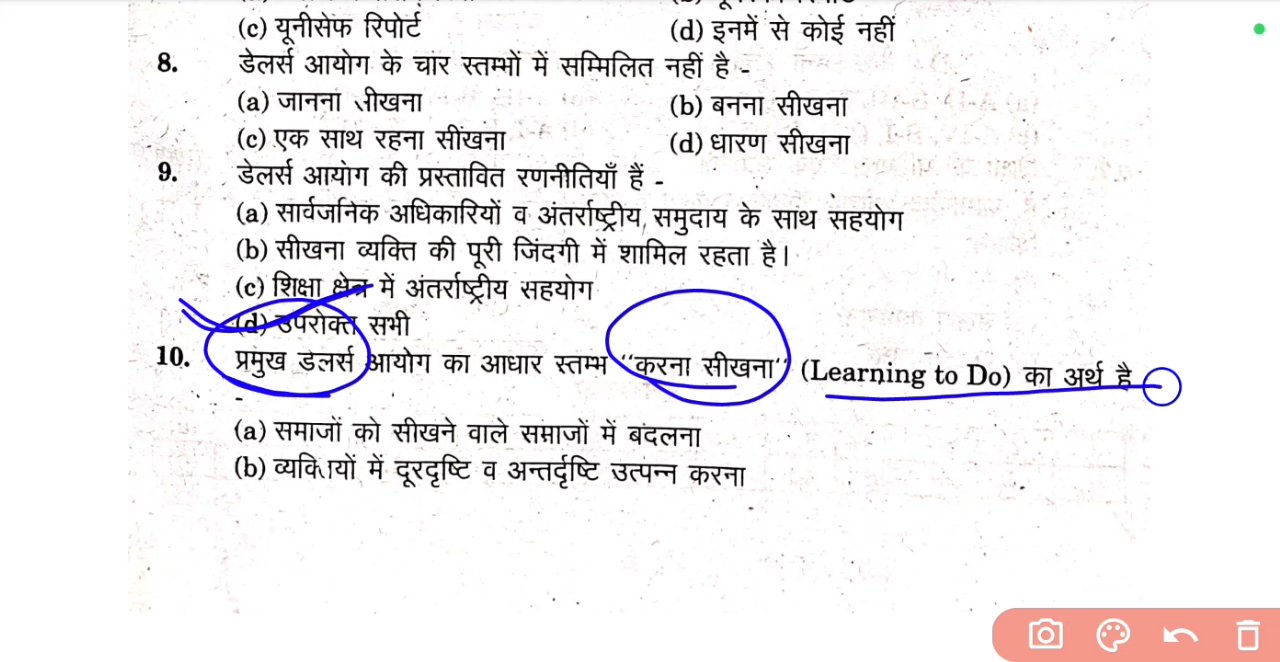 (c) यूनीसेफ रिपोर्ट (d) इनमें से कोई नहीं
8. डेलर्स आयोग के चार स्तम्भों में सम्मिलित नहीं है -
(a) जानना सीखना (b) बनना सीखना
(c) एक साथ रहना सीखना (d) धारण सीखना
9. डेलर्स आयोग की प्रस्तावित रणनीतियाँ हैं -
(a) सार्वजनिक अधिकारियों व अंतर्राष्ट्रीय समुदाय के साथ सहयोग
(b) सीखना व्यक्ति की पूरी जिंदगी में शामिल रहता है।
(c) शिक्षा क्षेत्र में अंतर्राष्ट्रीय सहयोग
(d) उपरोक्त सभी
10. प्रमुख डेलर्स आयोग का आधार स्तम्भ "करना सीखना" (Learning to Do) का अर्थ है
-
(a) समाजों को सीखने वाले समाजों में बदलना
(b) व्यक्तियों में दूरदृष्टि व अन्तर्दृष्टि उत्पन्न करना